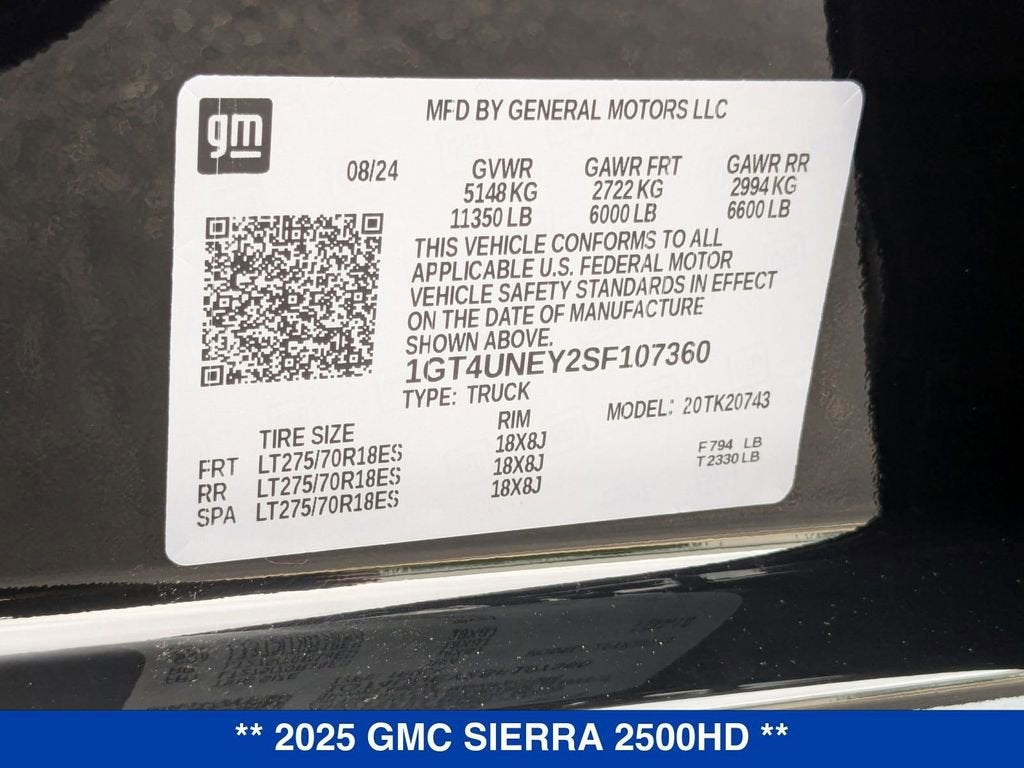 gm
MFD BY GENERAL MOTORS LLC
08/24 GVWR GAWR FRT GAWR RR
5148 KG 2722 KG 2994 KG
11350 LB 6000 LB 6600 LB
THIS VEHICLE CONFORMS TO ALL
APPLICABLE U.S. FEDERAL MOTOR
VEHICLE SAFETY STANDARDS IN EFFECT
ON THE DATE OF MANUFACTURE
SHOWN ABOVE.
1GT4UNEY2SF107360
TYPE: TRUCK
MODEL: 20TK20743
TIRE SIZE RIM
FRT LT275/70R18ES 18X8J
RR LT275/70R18ES 18X8J
SPA LT275/70R18ES 18X8J
F 794 LB
T 2330 LB
** 2025 GMC SIERRA 2500HD **